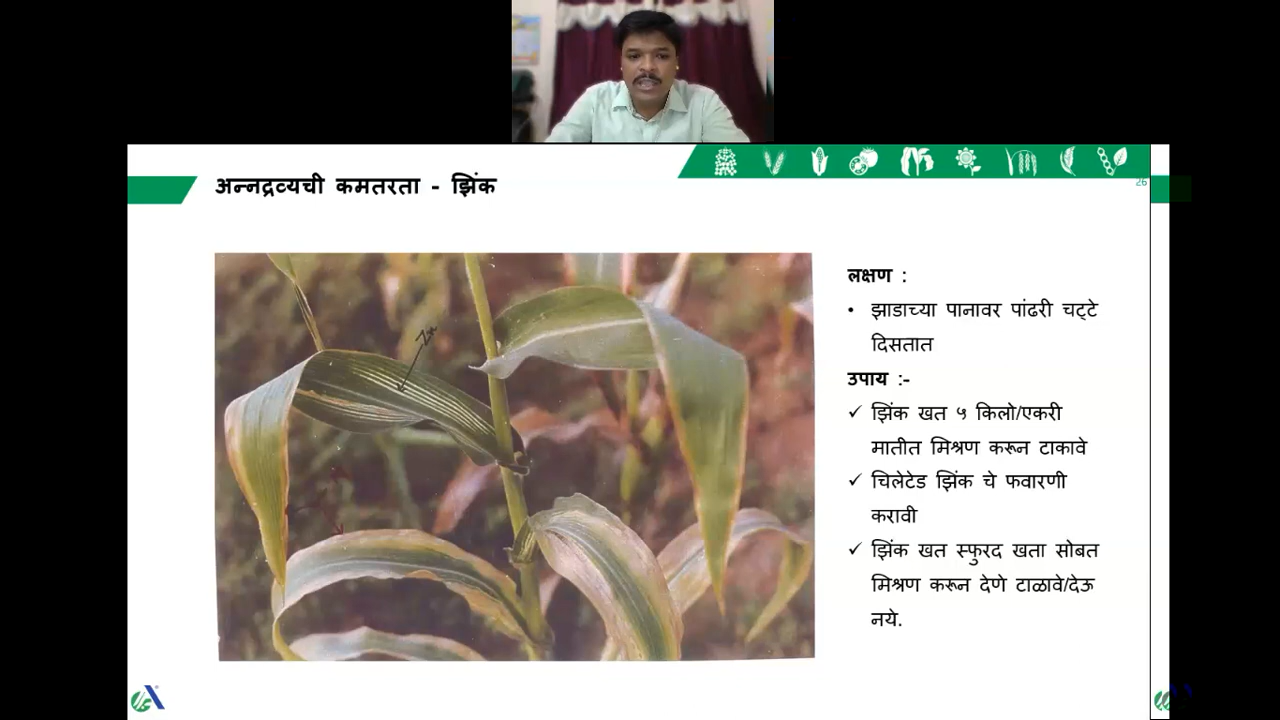 अन्नद्रव्यची कमतरता - झिंक
26
Zn
लक्षण :
• झाडाच्या पानावर पांढरी चट्टे
दिसतात
उपाय :-
✓ झिंक खत ५ किलो/एकरी
मातीत मिश्रण करून टाकावे
✓ चिलेटेड झिंक चे फवारणी
करावी
✓ झिंक खत स्फुरद खता सोबत
मिश्रण करून देणे टाळावे/देऊ
नये.